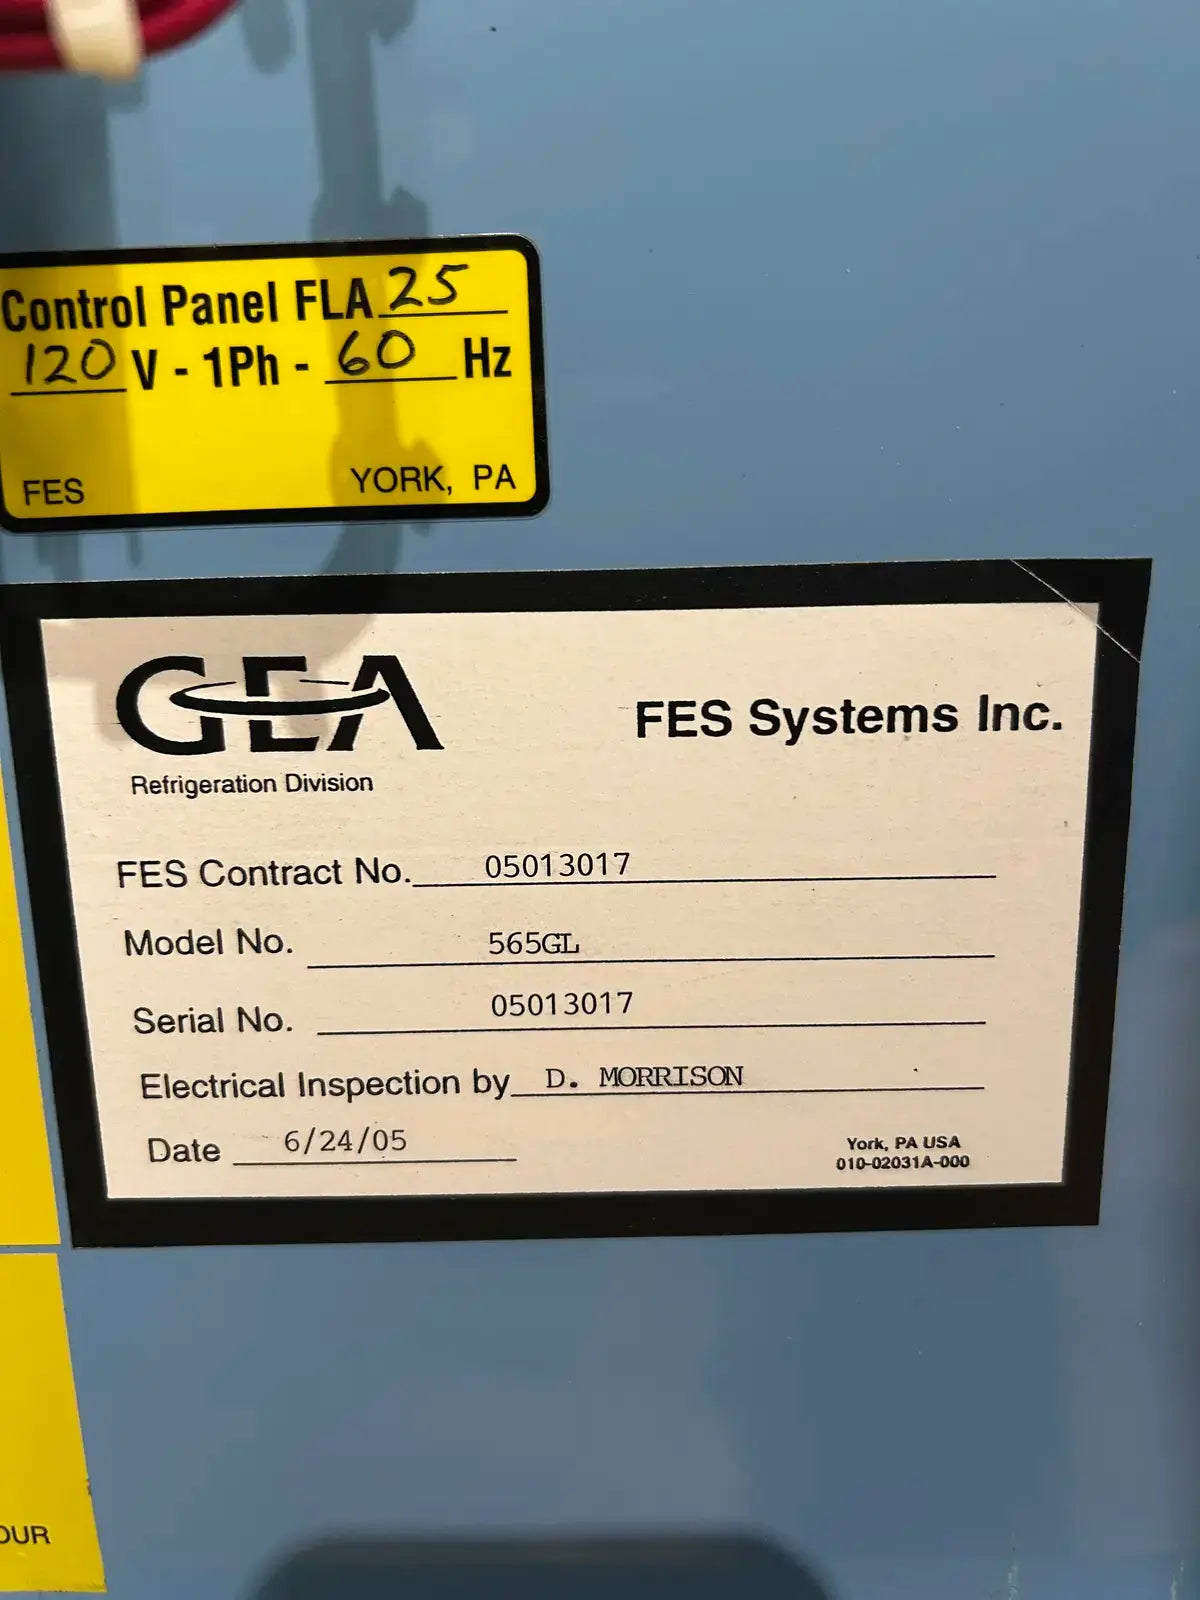 Control Panel FLA 25
120 V - 1Ph - 60 Hz
FES YORK, PA
GEA
Refrigeration Division
FES Systems Inc.
FES Contract No. 05013017
Model No. 565GL
Serial No. 05013017
Electrical Inspection by D. MORRISON
Date 6/24/05
York, PA USA
010-02031A-000
OUR